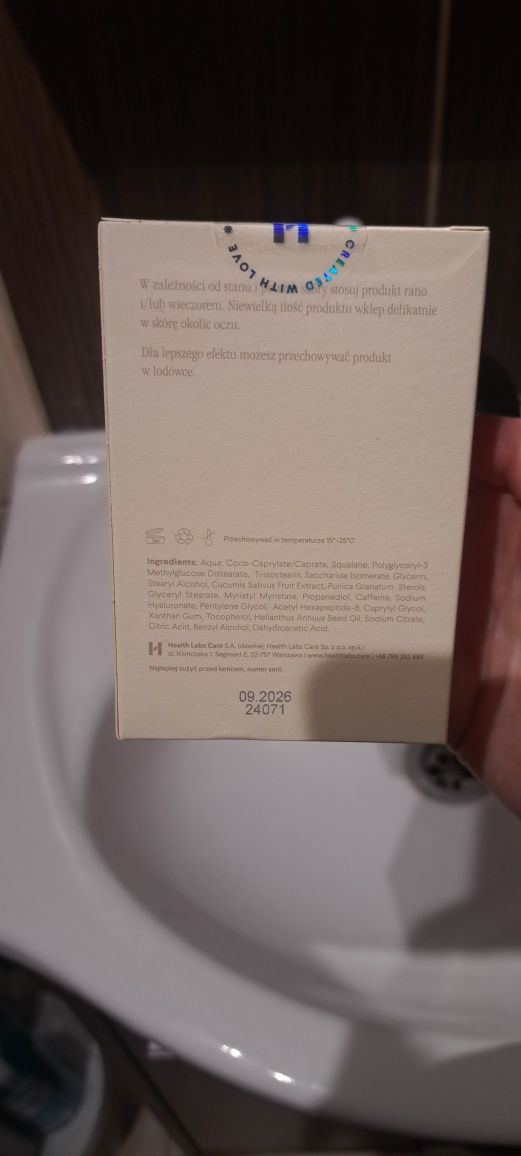 CREATED WITH LOVE
W zależności od stanu i stosuj produkt rano
i/lub wieczorem. Niewielką ilość produktu wklep delikatnie
w skórę okolic oczu.
Dla lepszego efektu możesz przechowywać produkt
w lodówce.
Przechowywać w temperaturze 15°-25°C
Ingredients: Aqua, Coco-Caprylate/Caprate, Squalane, Polyglyceryl-3
Methylglucose Distearate, Triisostearin, Saccharide Isomerate, Glycerin,
Stearyl Alcohol, Cucumis Sativus Fruit Extract, Punica Granatum Sterols,
Glyceryl Stearate, Myristyl Myristate, Propanediol, Caffeine, Sodium
Hyaluronate, Pentylene Glycol, Acetyl Hexapeptide-8, Caprylyl Glycol,
Xanthan Gum, Tocopherol, Helianthus Annuus Seed Oil, Sodium Citrate,
Citric Acid, Benzyl Alcohol, Dehydroacetic Acid.
Health Labs Care S.A. (dawniej: Health Labs Care Sp. z o.o. sp.k.)
ul. Klimczaka 1, Segment E, 02-797 Warszawa | www.healthlabs.care | +48 799 353 889
Najlepiej zużyć przed końcem, numer serii:
09.2026
24071